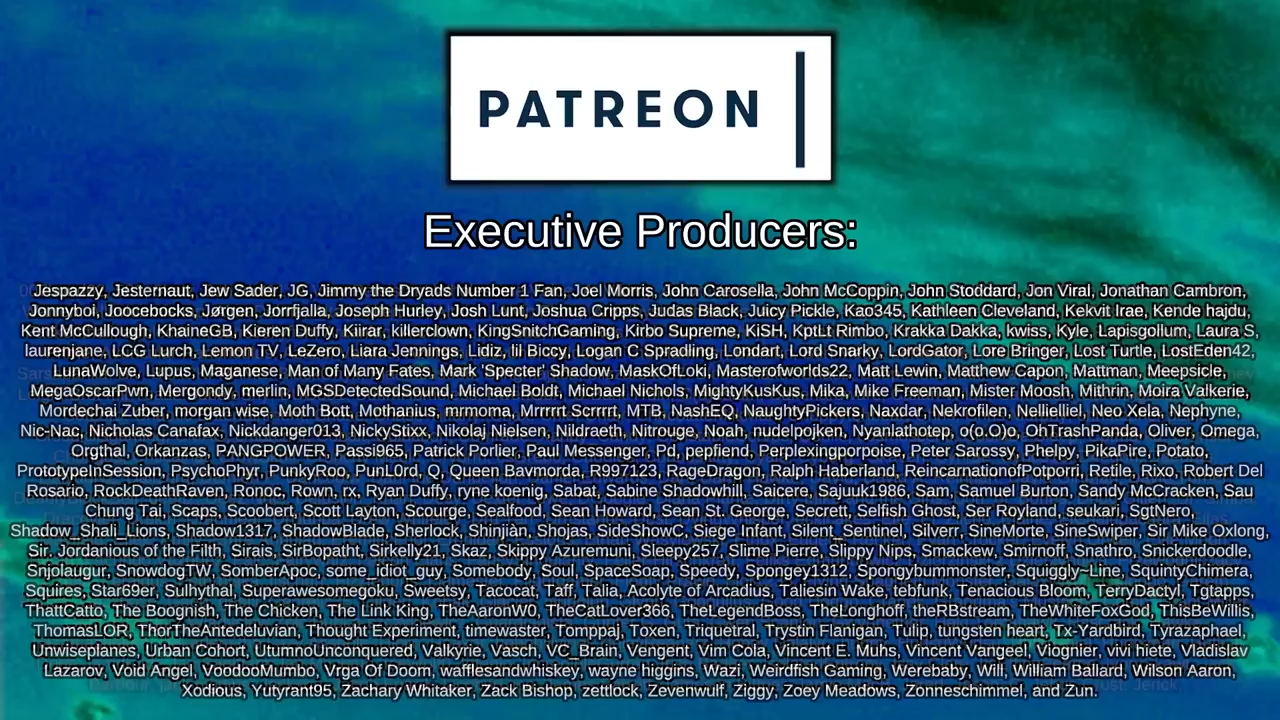 PATREON
Executive Producers:
Jespazzy, Jesternaut, Jew Sader, JG, Jimmy the Dryads Number 1 Fan, Joel Morris, John Carosella, John McCoppin, John Stoddard, Jon Viral, Jonathan Cambron,
Jonnyboi, Joocebocks, Jørgen, Jorrfjalla, Joseph Hurley, Josh Lunt, Joshua Cripps, Judas Black, Juicy Pickle, Kao345, Kathleen Cleveland, Kekvit Irae, Kende hajdu,
Kent McCullough, KhaineGB, Kieren Duffy, Kiirar, killerclown, KingSnitchGaming, Kirbo Supreme, KiSH, KptLt Rimbo, Krakka Dakka, kwiss, Kyle, Lapisgollum, Laura S,
laurenjane, LCG Lurch, Lemon TV, LeZero, Liara Jennings, Lidiz, lil Biccy, Logan C Spradling, Londart, Lord Snarky, LordGator, Lore Bringer, Lost Turtle, LostEden42,
LunaWolve, Lupus, Maganese, Man of Many Fates, Mark 'Specter' Shadow, MaskOfLoki, Masterofworlds22, Matt Lewin, Matthew Capon, Mattman, Meepsicle,
MegaOscarPwn, Mergondy, merlin, MGSDetectedSound, Michael Boldt, Michael Nichols, MightyKusKus, Mika, Mike Freeman, Mister Moosh, Mithrin, Moira Valkerie,
Mordechai Zuber, morgan wise, Moth Bott, Mothanius, mrmoma, Mrrrrrt Scrrrrt, MTB, NashEQ, NaughtyPickers, Naxdar, Nekrofilen, Nellielliel, Neo Xela, Nephyne,
Nic-Nac, Nicholas Canafax, Nickdanger013, NickyStixx, Nikolaj Nielsen, Nildraeth, Nitrouge, Noah, nudelpojken, Nyanlathotep, o(o.O)o, OhTrashPanda, Oliver, Omega,
Orgthal, Orkanzas, PANGPOWER, Passi965, Patrick Porlier, Paul Messenger, Pd, pepfiend, Perplexingporpoise, Peter Sarossy, Phelpy, PikaPire, Potato,
PrototypeInSession, PsychoPhyr, PunkyRoo, PunL0rd, Q, Queen Bavmorda, R997123, RageDragon, Ralph Haberland, ReincarnationofPotporri, Retile, Rixo, Robert Del
Rosario, RockDeathRaven, Ronoc, Rown, rx, Ryan Duffy, ryne koenig, Sabat, Sabine Shadowhill, Saicere, Sajuuk1986, Sam, Samuel Burton, Sandy McCracken, Sau
Chung Tai, Scaps, Scoobert, Scott Layton, Scourge, Sealfood, Sean Howard, Sean St. George, Secrett, Selfish Ghost, Ser Royland, seukari, SgtNero,
Shadow_Shall_Lions, Shadow1317, ShadowBlade, Sherlock, Shinjiàn, Shojas, SideShowC, Siege Infant, Silent_Sentinel, Silverr, SineMorte, SineSwiper, Sir Mike Oxlong,
Sir. Jordanious of the Filth, Sirais, SirBopatht, Sirkelly21, Skaz, Skippy Azuremuni, Sleepy257, Slime Pierre, Slippy Nips, Smackew, Smirnoff, Snathro, Snickerdoodle,
Snjolaugur, SnowdogTW, SomberApoc, some_idiot_guy, Somebody, Soul, SpaceSoap, Speedy, Spongey1312, Spongybummonster, Squiggly~Line, SquintyChimera,
Squires, Star69er, Sulhythal, Superawesomegoku, Sweetsy, Tacocat, Taff, Talia, Acolyte of Arcadius, Taliesin Wake, tebfunk, Tenacious Bloom, TerryDactyl, Tgtapps,
ThattCatto, The Boognish, The Chicken, The Link King, TheAaronW0, TheCatLover366, TheLegendBoss, TheLonghoff, theRBstream, TheWhiteFoxGod, ThisBeWillis,
ThomasLOR, ThorTheAntedeluvian, Thought Experiment, timewaster, Tomppaj, Toxen, Triquetral, Trystin Flanigan, Tulip, tungsten heart, Tx-Yardbird, Tyrazaphael,
Unwiseplanes, Urban Cohort, UtumnoUnconquered, Valkyrie, Vasch, VC_Brain, Vengent, Vim Cola, Vincent E. Muhs, Vincent Vangeel, Viognier, vivi hiete, Vladislav
Lazarov, Void Angel, VoodooMumbo, Vrga Of Doom, wafflesandwhiskey, wayne higgins, Wazi, Weirdfish Gaming, Werebaby, Will, William Ballard, Wilson Aaron,
Xodious, Yutyrant95, Zachary Whitaker, Zack Bishop, zettlock, Zevenwulf, Ziggy, Zoey Meadows, Zonneschimmel, and Zun.